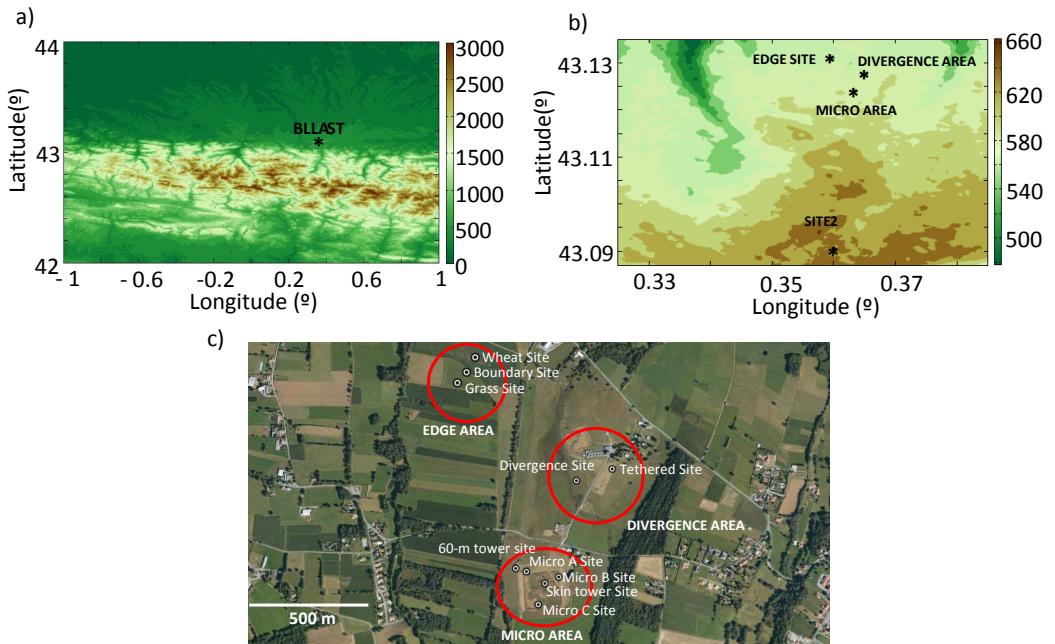 a)
44
43
42
Latitude(º)
- 1
- 0.6
- 0.2
0.2
0.6
1
Longitude (º)
BLLAST
3000
2500
2000
1500
1000
500
0
b)
43.13
43.11
43.09
Latitude (º)
0.33
0.35
0.37
Longitude (º)
EDGE SITE
DIVERGENCE AREA
MICRO AREA
SITE2
660
620
580
540
500
c)
Wheat Site
Boundary Site
Grass Site
EDGE AREA
Divergence Site
Tethered Site
DIVERGENCE AREA
60-m tower site
Micro A Site
Micro B Site
Skin tower Site
Micro C Site
MICRO AREA
500 m